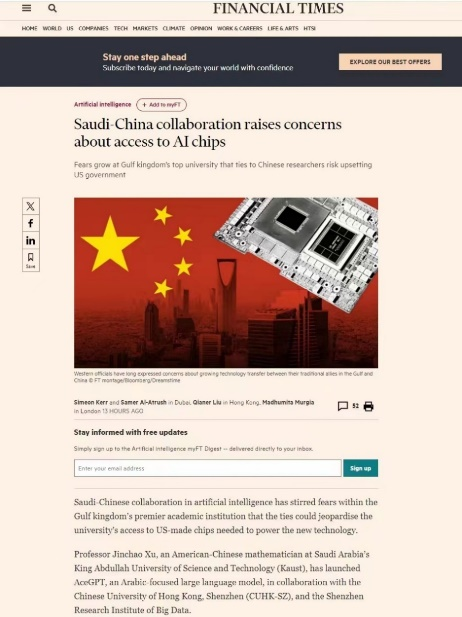 FINANCIAL TIMES
HOME WORLD US COMPANIES TECH MARKETS CLIMATE OPINION WORK & CAREERS LIFE & ARTS HTSI
Stay one step ahead
Subscribe today and navigate your world with confidence
EXPLORE OUR BEST OFFERS
Artificial intelligence + Add to myFT
Saudi-China collaboration raises concerns
about access to AI chips
Fears grow at Gulf kingdom's top university that ties to Chinese researchers risk upsetting
US government
Save
Western officials have long expressed concerns about growing technology transfer between their traditional allies in the Gulf and
China © FT montage/Bloomberg/Dreamstime
Simeon Kerr and Samer Al-Atrush in Dubai, Qianer Liu in Hong Kong, Madhumita Murgia
in London 13 HOURS AGO
52
Stay informed with free updates
Simply sign up to the Artificial intelligence myFT Digest — delivered directly to your inbox.
Enter your email address
Sign up
Saudi-Chinese collaboration in artificial intelligence has stirred fears within the
Gulf kingdom's premier academic institution that the ties could jeopardise the
university's access to US-made chips needed to power the new technology.
Professor Jinchao Xu, an American-Chinese mathematician at Saudi Arabia's
King Abdullah University of Science and Technology (Kaust), has launched
AceGPT, an Arabic-focused large language model, in collaboration with the
Chinese University of Hong Kong, Shenzhen (CUHK-SZ), and the Shenzhen
Research Institute of Big Data.